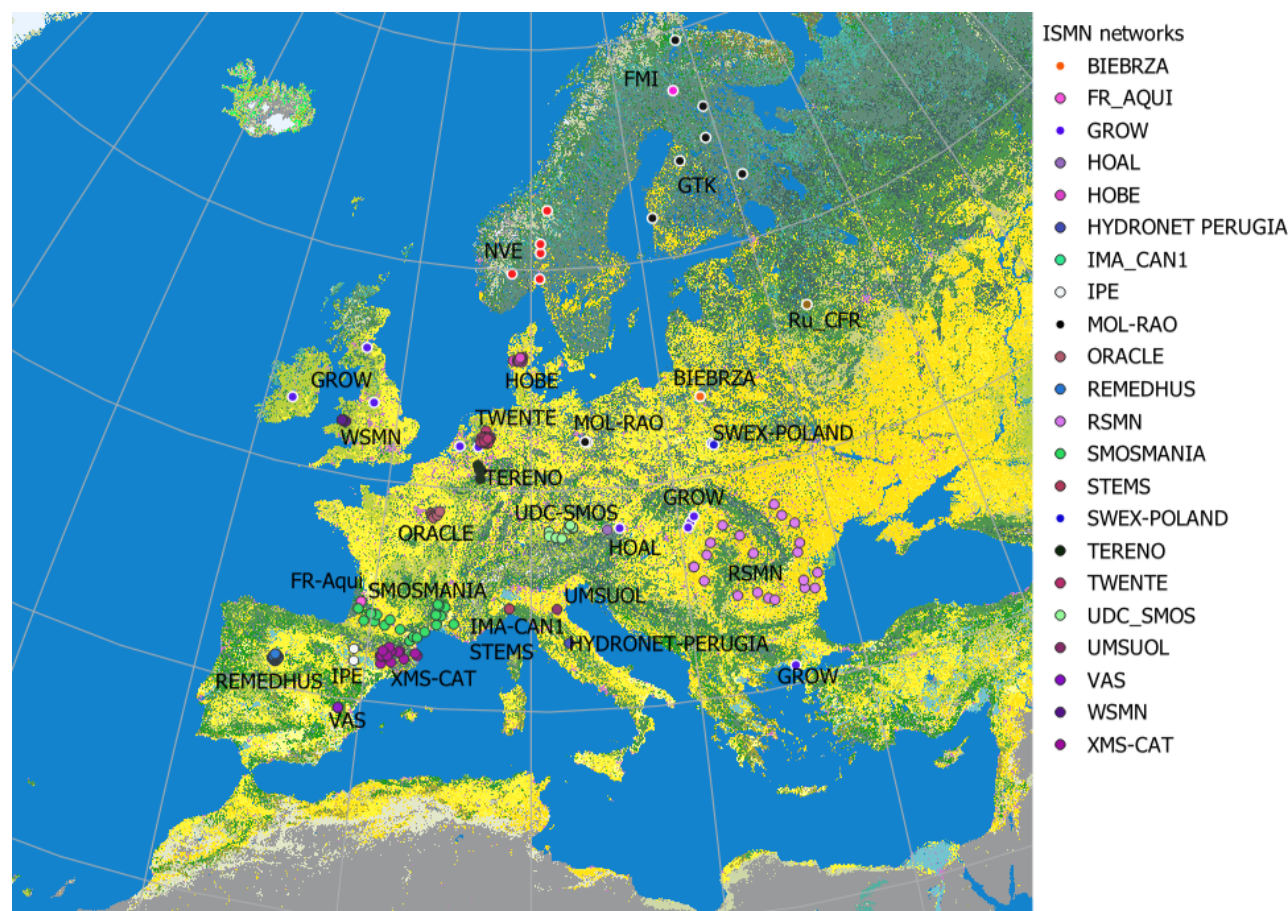 ISMN networks
BIEBRZA
FR_AQUI
GROW
HOAL
HOBE
HYDRONET PERUGIA
IMA_CAN1
IPE
MOL-RAO
ORACLE
REMEDHUS
RSMN
SMOSMANIA
STEMS
SWEX-POLAND
TERENO
TWENTE
UDC_SMOS
UMSUOL
VAS
WSMN
XMS-CAT
FMI
GTK
NVE
Ru_CFR
GROW
HOBE
BIEBRZA
WSMN
TWENTE
MOL-RAO
SWEX-POLAND
TERENO
GROW
ORACLE
UDC-SMOS
HOAL
RSMN
FR-Aqui
SMOSMANIA
UMSUOL
IMA-CAN1
STEMS
HYDRONET-PERUGIA
REMEDHUS
IPE
XMS-CAT
GROW
VAS